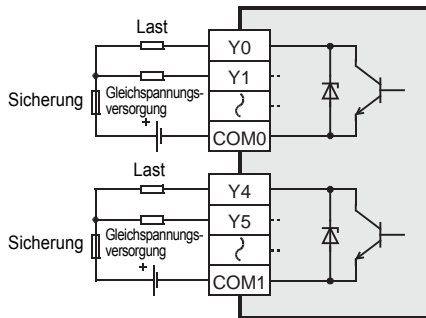 Last
Y0
Y1
Sicherung
Gleichspannungs-
versorgung
+
COM0
Last
Y4
Y5
Sicherung
Gleichspannungs-
versorgung
+
COM1